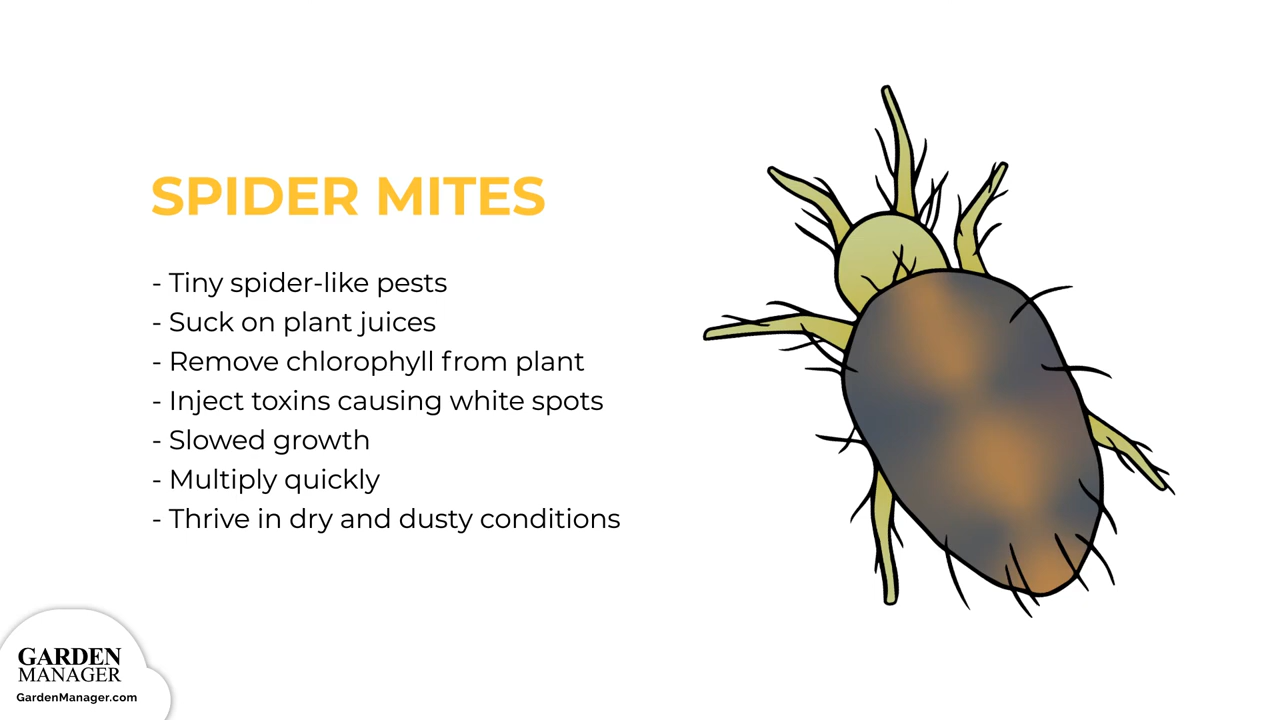 SPIDER MITES
- Tiny spider-like pests
- Suck on plant juices
- Remove chlorophyll from plant
- Inject toxins causing white spots
- Slowed growth
- Multiply quickly
- Thrive in dry and dusty conditions
GARDEN
MANAGER
GardenManager.com